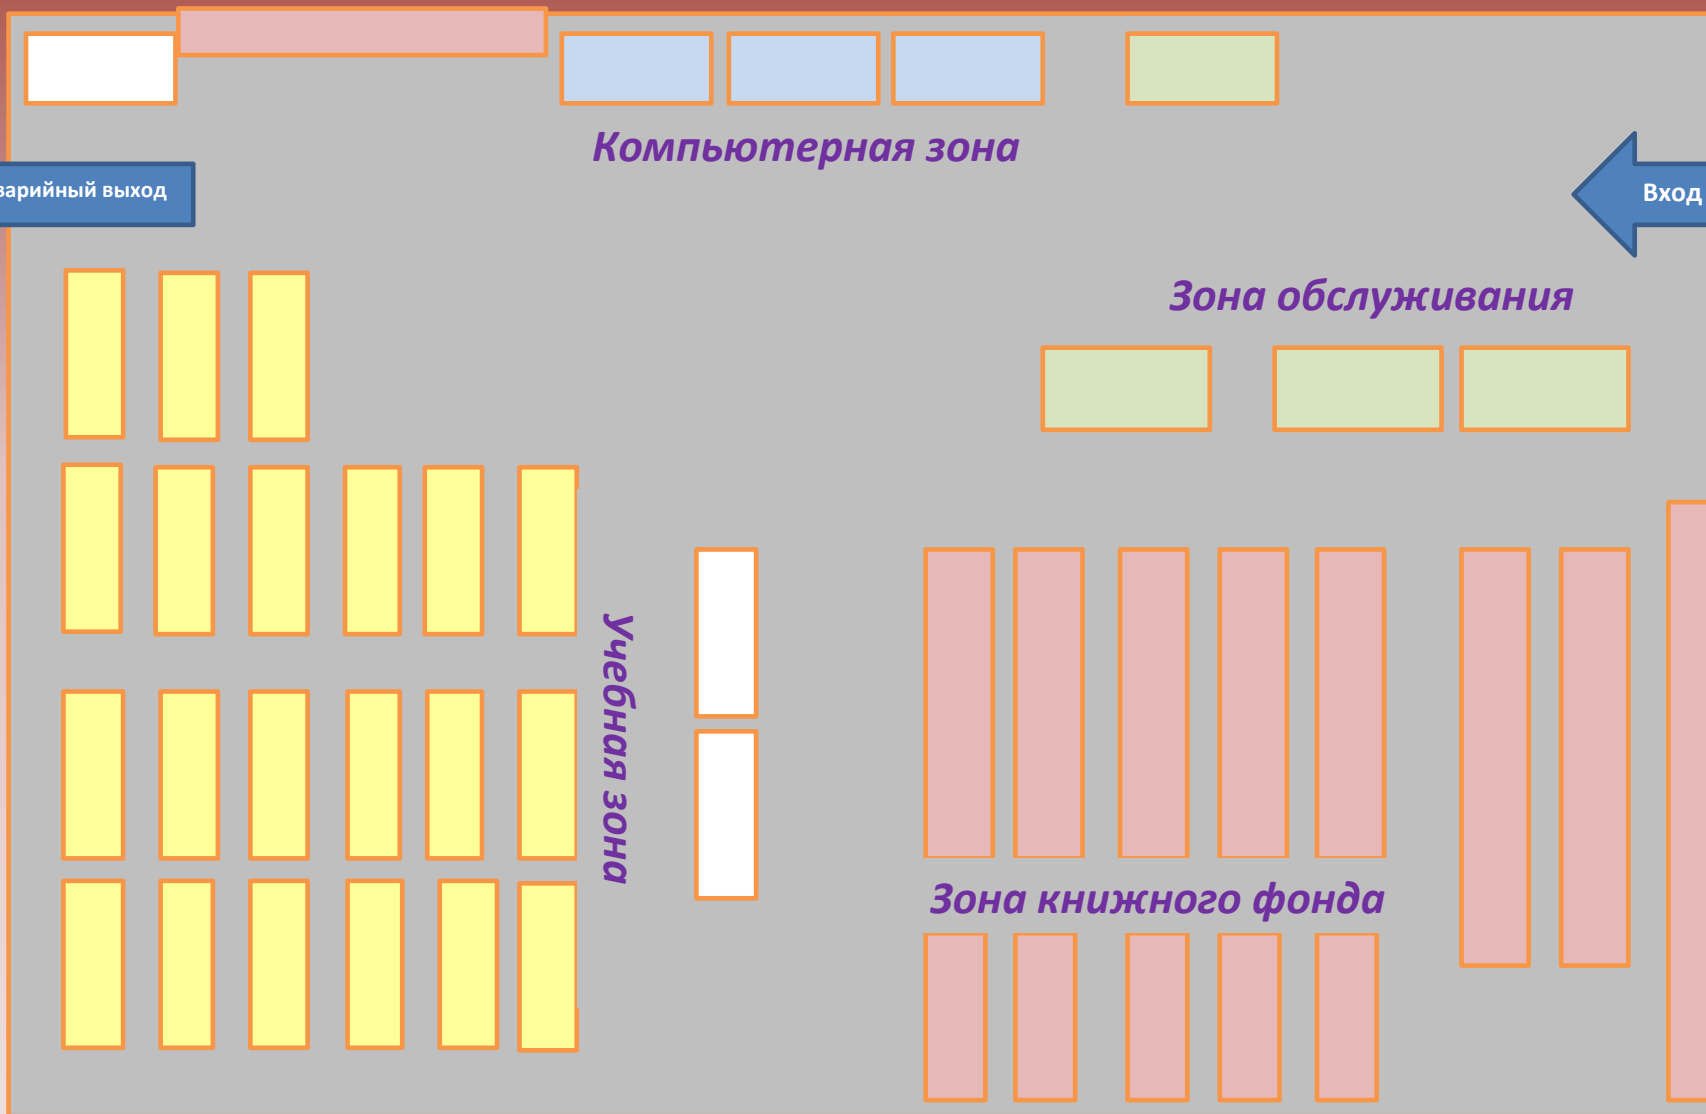 Компьютерная зона
варийный выход
Вход
Зона обслуживания
Учебная зона
Зона книжного фонда